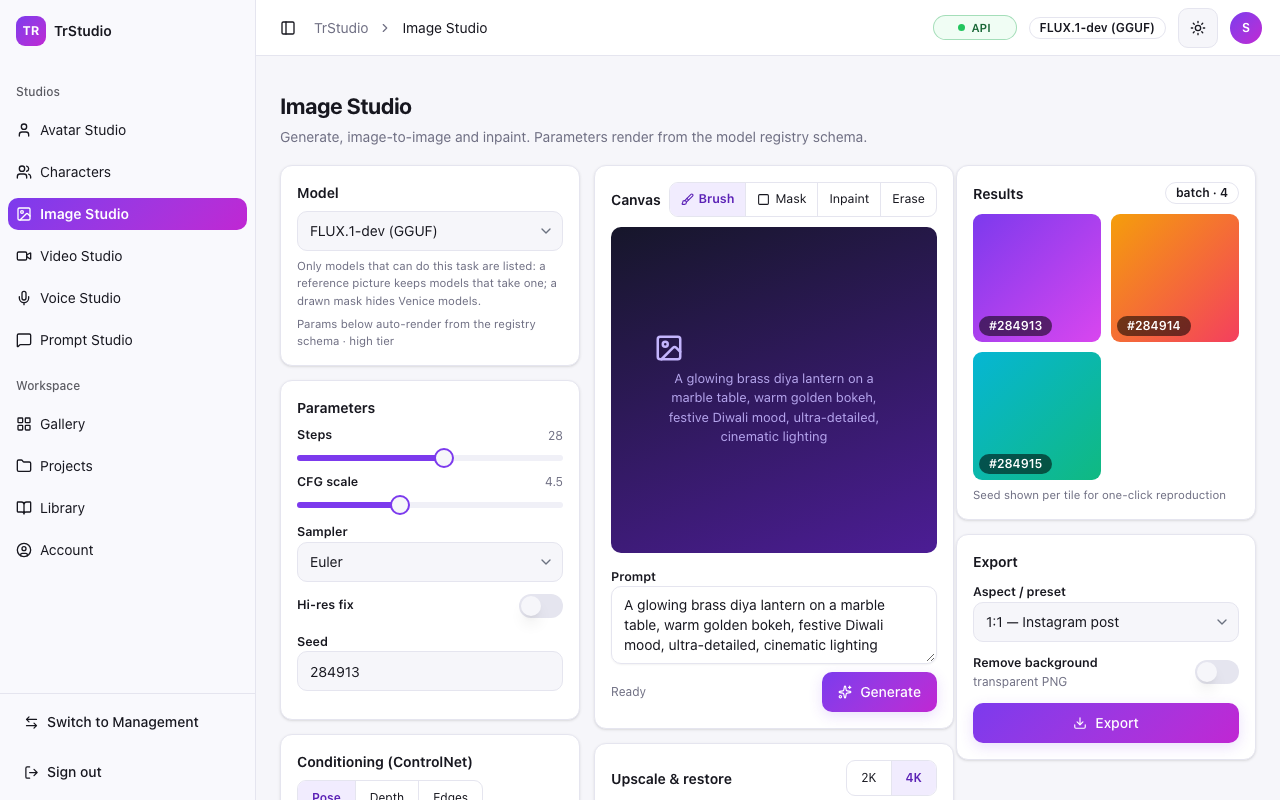 TR TrStudio
Studios
Avatar Studio
Characters
Image Studio
Video Studio
Voice Studio
Prompt Studio
Workspace
Gallery
Projects
Library
Account
Switch to Management
Sign out
TrStudio > Image Studio
API
FLUX.1-dev (GGUF)
S
Image Studio
Generate, image-to-image and inpaint. Parameters render from the model registry schema.
Model
FLUX.1-dev (GGUF)
Only models that can do this task are listed: a
reference picture keeps models that take one; a
drawn mask hides Venice models.
Params below auto-render from the registry
schema · high tier
Parameters
Steps 28
CFG scale 4.5
Sampler
Euler
Hi-res fix
Seed
284913
Conditioning (ControlNet)
Pose Depth Edges
Canvas Brush Mask Inpaint Erase
A glowing brass diya lantern on a
marble table, warm golden bokeh,
festive Diwali mood, ultra-detailed,
cinematic lighting
Prompt
A glowing brass diya lantern on a marble
table, warm golden bokeh, festive Diwali
mood, ultra-detailed, cinematic lighting
Ready Generate
Upscale & restore 2K 4K
Results batch · 4
#284913 #284914
#284915
Seed shown per tile for one-click reproduction
Export
Aspect / preset
1:1 — Instagram post
Remove background
transparent PNG
Export